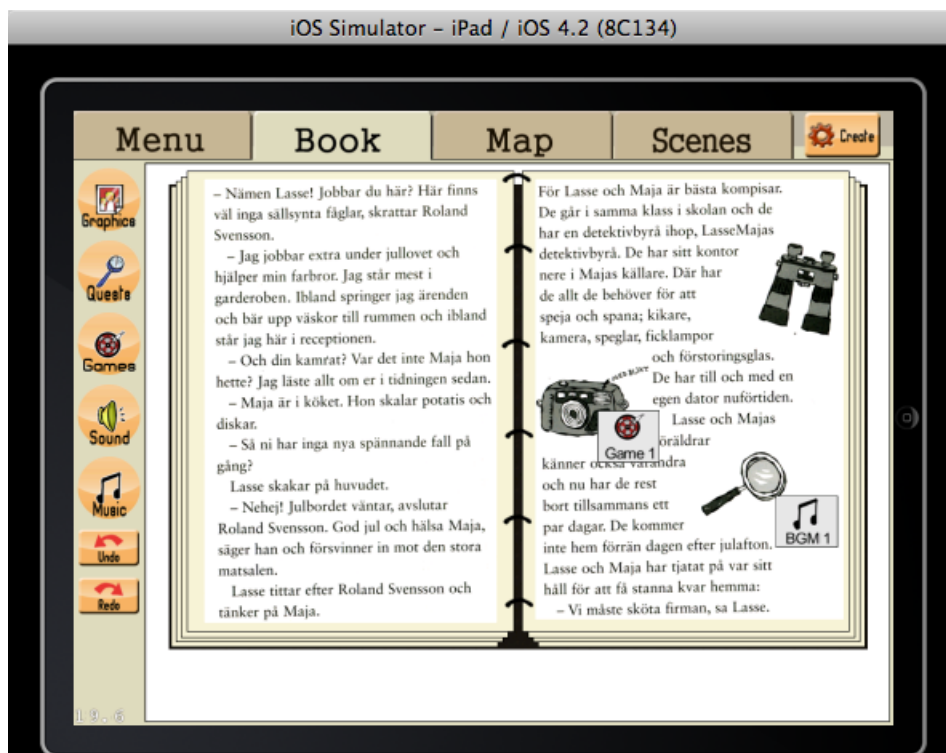 iOS Simulator – iPad / iOS 4.2 (8C134)
Menu
Book
Map
Scenes
Create
Graphics
Quests
Games
Sound
Music
Undo
Redo
19.6
– Nämen Lasse! Jobbar du här? Här finns
väl inga sällsynta fåglar, skrattar Roland
Svensson.
– Jag jobbar extra under jullovet och
hjälper min farbror. Jag står mest i
garderoben. Ibland springer jag ärenden
och bär upp väskor till rummen och ibland
står jag här i receptionen.
– Och din kamrat? Var det inte Maja hon
hette? Jag läste allt om er i tidningen sedan.
– Maja är i köket. Hon skalar potatis och
diskar.
– Så ni har inga nya spännande fall på
gång?
Lasse skakar på huvudet.
– Nehej! Julbordet väntar, avslutar
Roland Svensson. God jul och hälsa Maja,
säger han och försvinner in mot den stora
matsalen.
Lasse tittar efter Roland Svensson och
tänker på Maja.
För Lasse och Maja är bästa kompisar.
De går i samma klass i skolan och de
har en detektivbyrå ihop, LasseMajas
detektivbyrå. De har sitt kontor
nere i Majas källare. Där har
de allt de behöver för att
speja och spana; kikare,
kamera, speglar, ficklampor
och förstoringsglas.
De har till och med en
egen dator nuförtiden.
Lasse och Majas
öräldrar
känner också varandra
och nu har de rest
bort tillsammans ett
par dagar. De kommer
inte hem förrän dagen efter julafton.
Lasse och Maja har tjatat på var sitt
håll för att få stanna kvar hemma:
– Vi måste sköta firman, sa Lasse.
Game 1
BGM 1